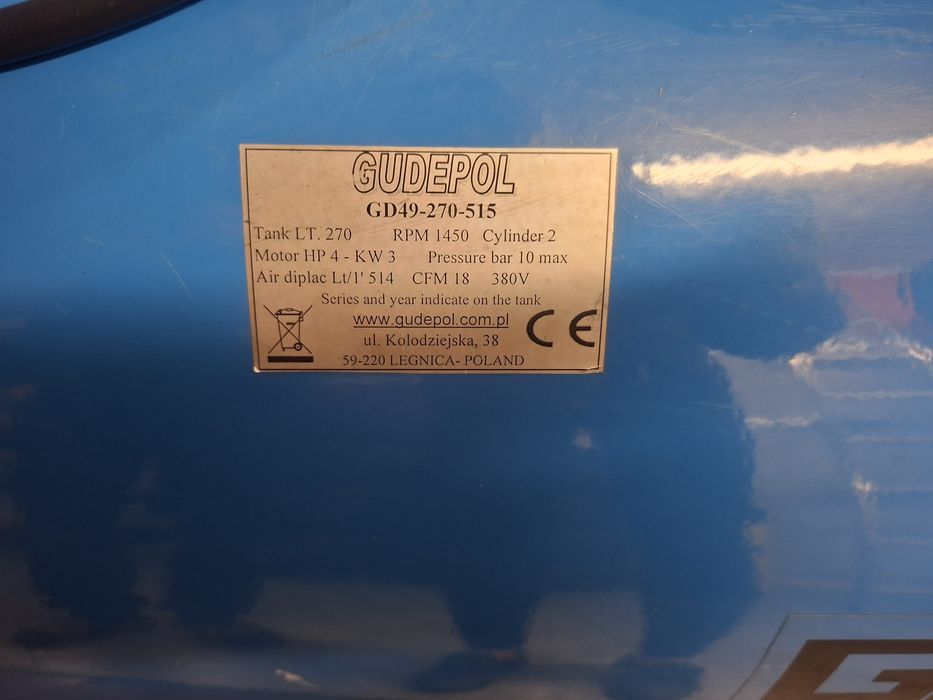 GUDEPOL
GD49-270-515
Tank LT. 270 RPM 1450 Cylinder 2
Motor HP 4 - KW 3 Pressure bar 10 max
Air diplac Lt/1' 514 CFM 18 380V
Series and year indicate on the tank
www.gudepol.com.pl
CE
ul. Kolodziejska, 38
59-220 LEGNICA- POLAND